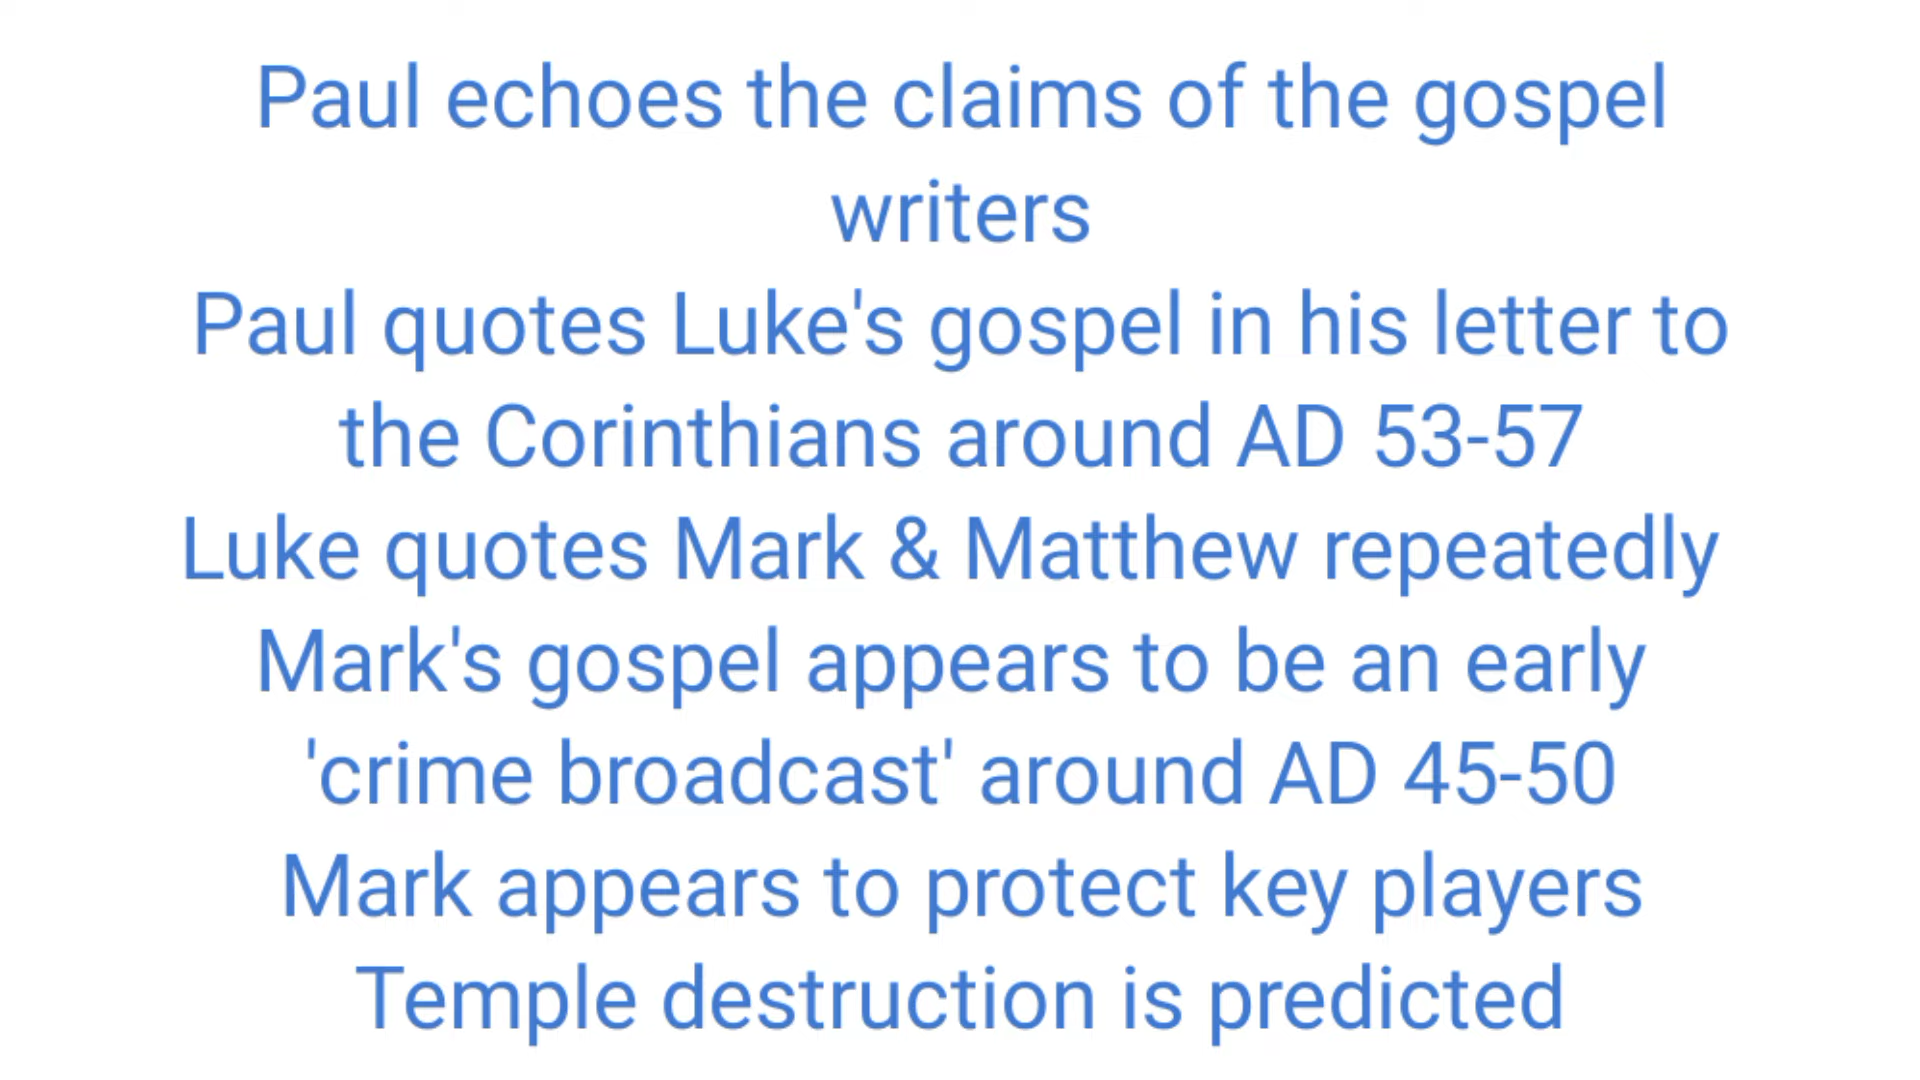 Paul echoes the claims of the gospel
writers
Paul quotes Luke's gospel in his letter to
the Corinthians around AD 53-57
Luke quotes Mark & Matthew repeatedly
Mark's gospel appears to be an early
'crime broadcast' around AD 45-50
Mark appears to protect key players
Temple destruction is predicted